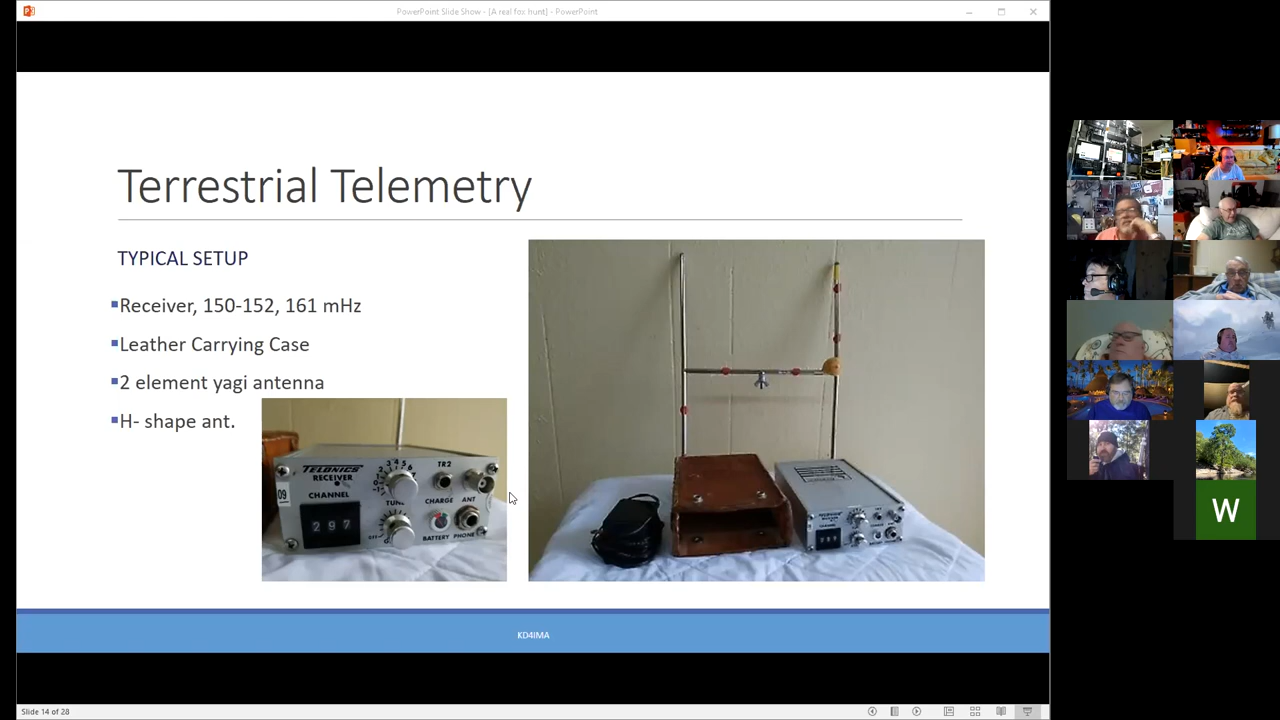 PowerPoint Slide Show - [A real fox hunt] - PowerPoint
Terrestrial Telemetry
TYPICAL SETUP
Receiver, 150-152, 161 mHz
Leather Carrying Case
2 element yagi antenna
H- shape ant.
TELONICS
RECEIVER
CHANNEL
297
09
TR2
TUNE
CHARGE ANT
OFF
BATTERY PHONE
KD4IMA
W
Slide 14 of 28